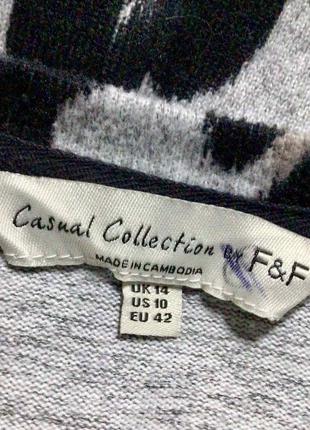 Casual Collection BY F&F
MADE IN CAMBODIA
UK 14
US 10
EU 42